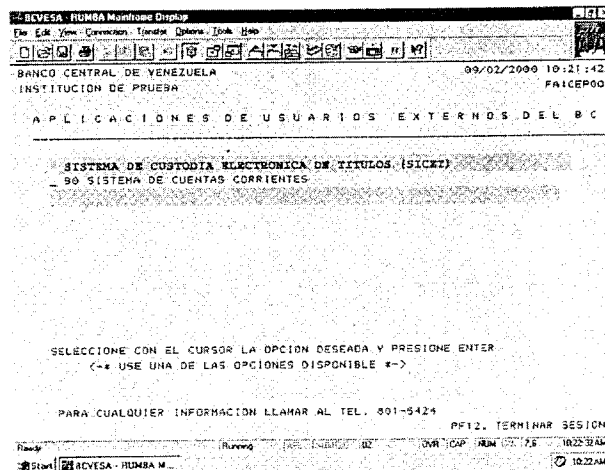 BCVESA - RUMBA Mainframe Display
File Edit View Connection Transfer Options Tools Help
BANCO CENTRAL DE VENEZUELA 09/02/2000 10:21:42
INSTITUCION DE PRUEBA FAICEP00
A P L I C A C I O N E S D E U S U A R I O S E X T E R N O S D E L B C
SISTEMA DE CUSTODIA ELECTRONICA DE TITULOS (SICET)
_ 90 SISTEMA DE CUENTAS CORRIENTES
SELECCIONE CON EL CURSOR LA OPCION DESEADA Y PRESIONE ENTER
(-* USE UNA DE LAS OPCIONES DISPONIBLE *-)
PARA CUALQUIER INFORMACION LLAMAR AL TEL. 801-5424
PF12. TERMINAR SESION
Ready Running 02 OVR CAP NUM 7,6 10:22:32 AM
Start BCVESA - RUMBA M... 10:22 AM